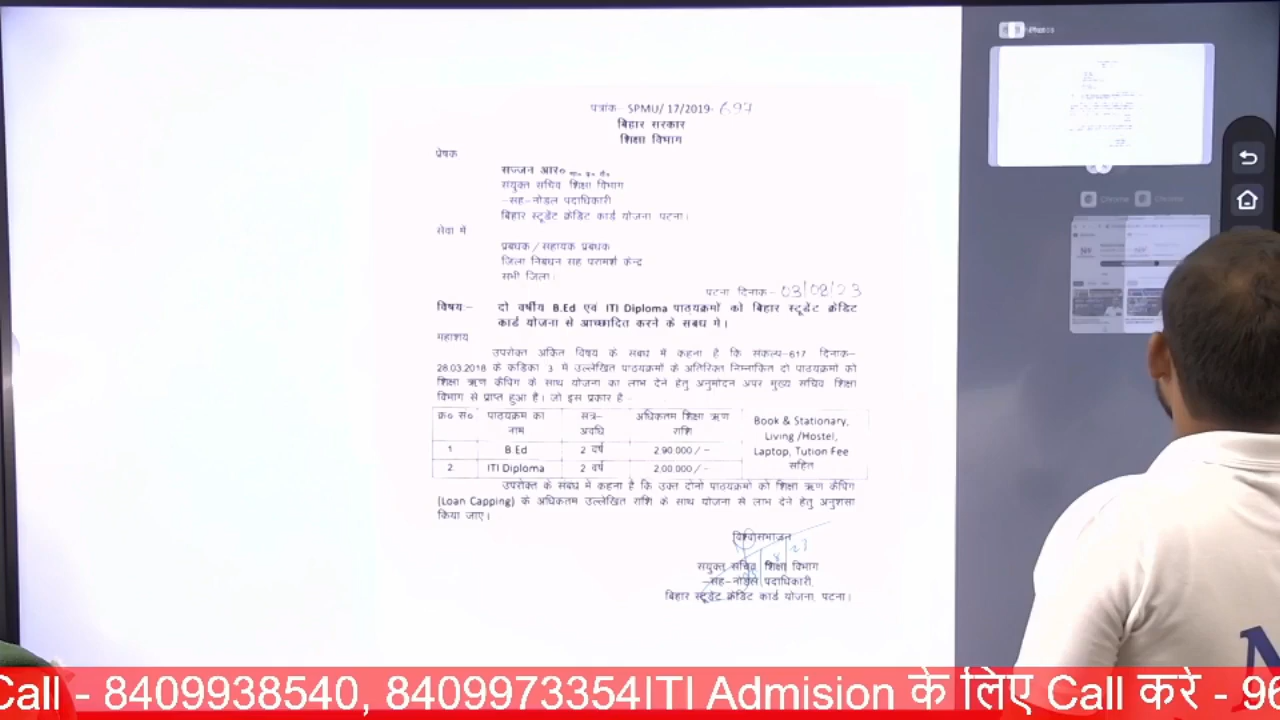 पत्रांक- SPMU/ 17/2019- 697
बिहार सरकार
शिक्षा विभाग
प्रेषक
सज्जन आर०
संयुक्त सचिव शिक्षा विभाग
-सह-नोडल पदाधिकारी
बिहार स्टूडेंट क्रेडिट कार्ड योजना पटना।
सेवा में
प्रबंधक / सहायक प्रबंधक
जिला निबंधन सह परामर्श केन्द्र
सभी जिला।
पटना दिनांक- 03/02/23
विषय:- दो वर्षीय B.Ed एवं ITI Diploma पाठ्यक्रमों को बिहार स्टूडेंट क्रेडिट
कार्ड योजना से आच्छादित करने के संबंध में।
महाशय
उपरोक्त अंकित विषय के संबंध में कहना है कि संकल्प-617 दिनांक-
28.03.2018 के कंडिका 3 में उल्लेखित पाठ्यक्रमों के अतिरिक्त निम्नांकित दो पाठ्यक्रमों को
शिक्षा ऋण कैपिंग के साथ योजना का लाभ देने हेतु अनुमोदन अपर मुख्य सचिव शिक्षा
विभाग से प्राप्त हुआ है। जो इस प्रकार है -
क्र० सं० पाठ्यक्रम का नाम सत्र-अवधि अधिकतम शिक्षा ऋण राशि Book & Stationary, Living /Hostel, Laptop, Tution Fee सहित
1 B.Ed 2 वर्ष 2,90,000 / -
2 ITI Diploma 2 वर्ष 2,00,000 / -
उपरोक्त के संबंध में कहना है कि उक्त दोनों पाठ्यक्रमों को शिक्षा ऋण कैपिंग
(Loan Capping) के अधिकतम उल्लेखित राशि के साथ योजना से लाभ देने हेतु अनुशंसा
किया जाए।
विश्वासभाजन
संयुक्त सचिव शिक्षा विभाग
-सह-नोडल पदाधिकारी,
बिहार स्टूडेंट क्रेडिट कार्ड योजना, पटना।
Chrome Chrome
Call - 8409938540, 8409973354ITI Admision के लिए Call करे - 96